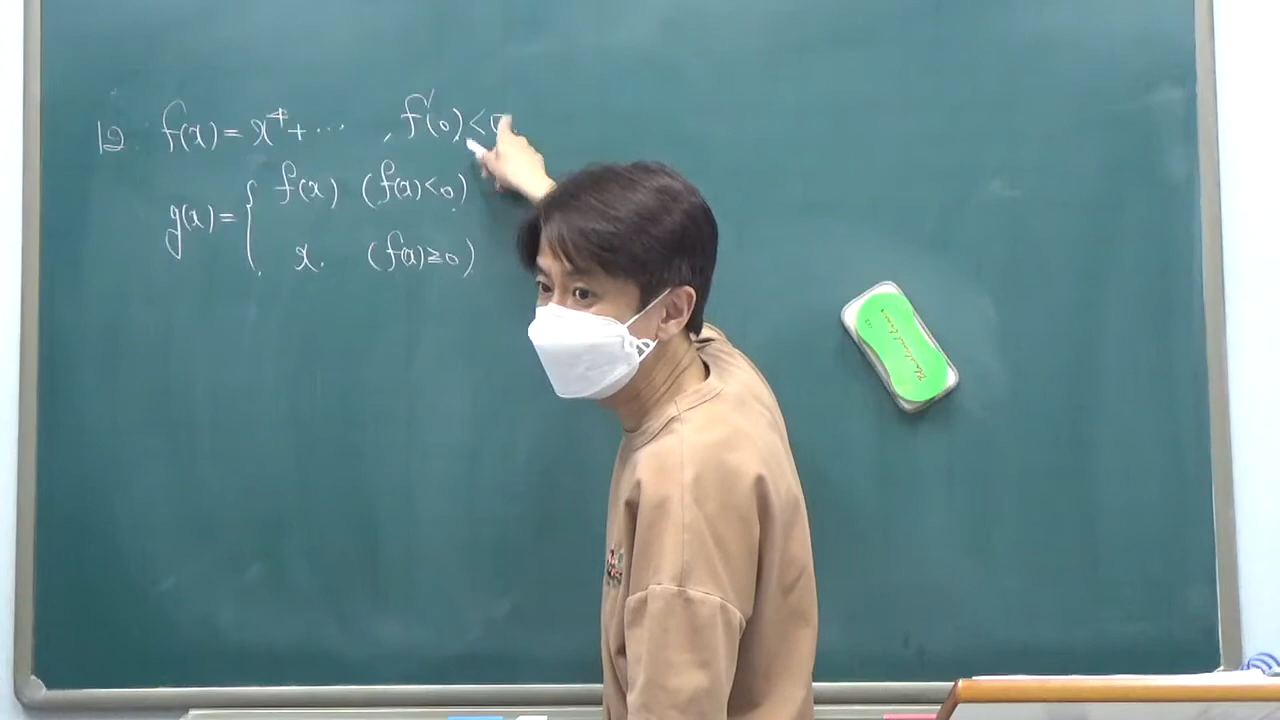 12. f(x) = x⁴ + ⋯ , f'(0) < 0
g(x) = { f(x) (f(x) < 0)
x. (f(x) ≧ 0)